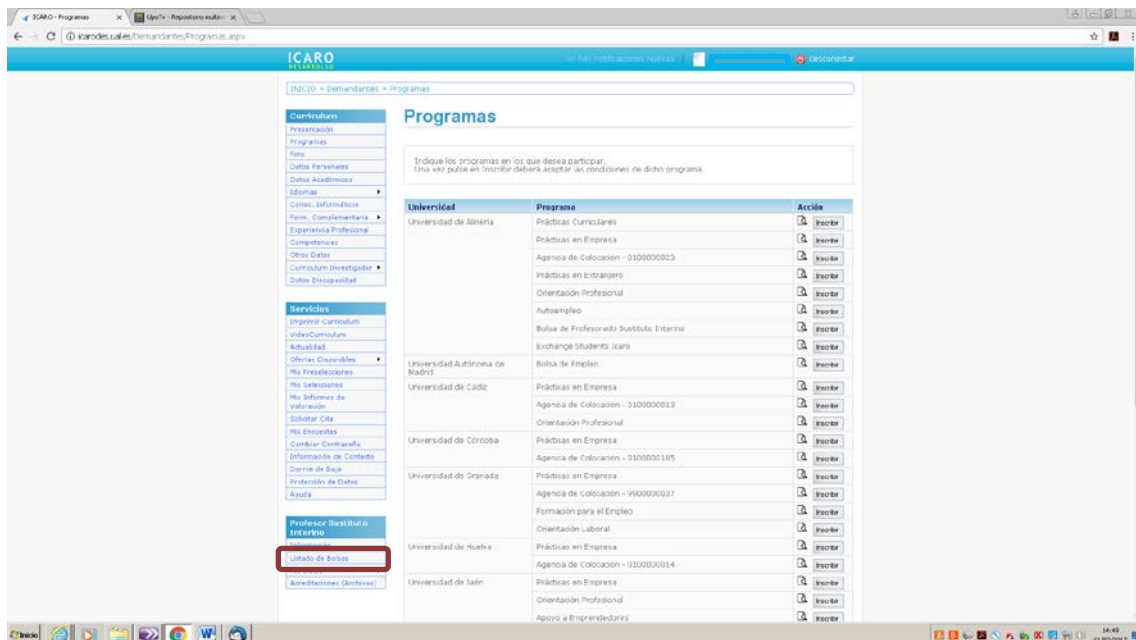 ICARO - Programas
icarodes.ual.es/Demandantes/Programas.aspx
ICARO
DESARROLLO
no hay notificaciones nuevas
desconectar
INICIO > Demandantes > Programas
Curriculum
Presentación
Programas
Foto
Datos Personales
Datos Académicos
Idiomas
Conoc. Informáticos
Form. Complementaria
Experiencia Profesional
Competencias
Otros Datos
Curriculum Investigador
Datos Discapacidad
Servicios
Imprimir Curriculum
VideoCurriculum
Actualidad
Ofertas Disponibles
Mis Preselecciones
Mis Selecciones
Mis Informes de
Valoración
Solicitar Cita
Mis Encuestas
Cambiar Contraseña
Información de Contacto
Darme de Baja
Protección de Datos
Ayuda
Profesor Sustituto
Interino
Listado de Bolsas
Acreditaciones (Archivos)
Programas
Indique los programas en los que desea participar.
Una vez pulse en Inscribir deberá aceptar las condiciones de dicho programa.
Universidad Programa Acción
Universidad de Almería Prácticas Curriculares Inscribir
Prácticas en Empresa Inscribir
Agencia de Colocación - 0100000023 Inscribir
Prácticas en Extranjero Inscribir
Orientación Profesional Inscribir
Autoempleo Inscribir
Bolsa de Profesorado Sustituto Interino Inscribir
Exchange Students Icaro Inscribir
Universidad Autónoma de Bolsa de Empleo Inscribir
Madrid
Universidad de Cádiz Prácticas en Empresa Inscribir
Agencia de Colocación - 0100000013 Inscribir
Orientación Profesional Inscribir
Universidad de Córdoba Prácticas en Empresa Inscribir
Agencia de Colocación - 0100000105 Inscribir
Universidad de Granada Prácticas en Empresa Inscribir
Agencia de Colocación - 9900000037 Inscribir
Formación para el Empleo Inscribir
Orientación Laboral Inscribir
Universidad de Huelva Prácticas en Empresa Inscribir
Agencia de Colocación - 0100000014 Inscribir
Universidad de Jaén Prácticas en Empresa Inscribir
Orientación Profesional Inscribir
Apoyo a Emprendedores Inscribir
Inicio
14:49